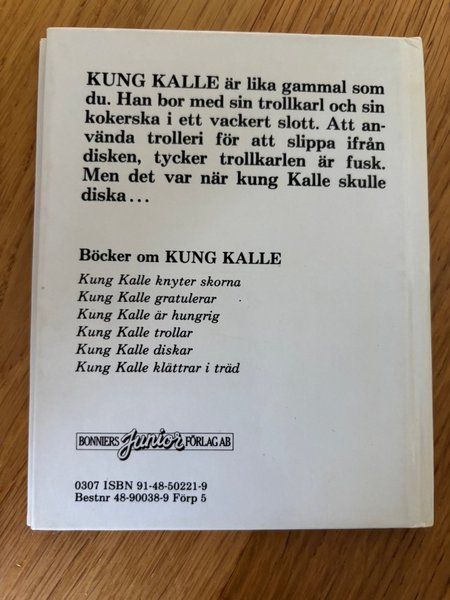 KUNG KALLE är lika gammal som
du. Han bor med sin trollkarl och sin
kokerska i ett vackert slott. Att an-
vända trolleri för att slippa ifrån
disken, tycker trollkarlen är fusk.
Men det var när kung Kalle skulle
diska...
Böcker om KUNG KALLE
Kung Kalle knyter skorna
Kung Kalle gratulerar
Kung Kalle är hungrig
Kung Kalle trollar
Kung Kalle diskar
Kung Kalle klättrar i träd
BONNIERS Junior FÖRLAG AB
0307 ISBN 91-48-50221-9
Bestnr 48-90038-9 Förp 5